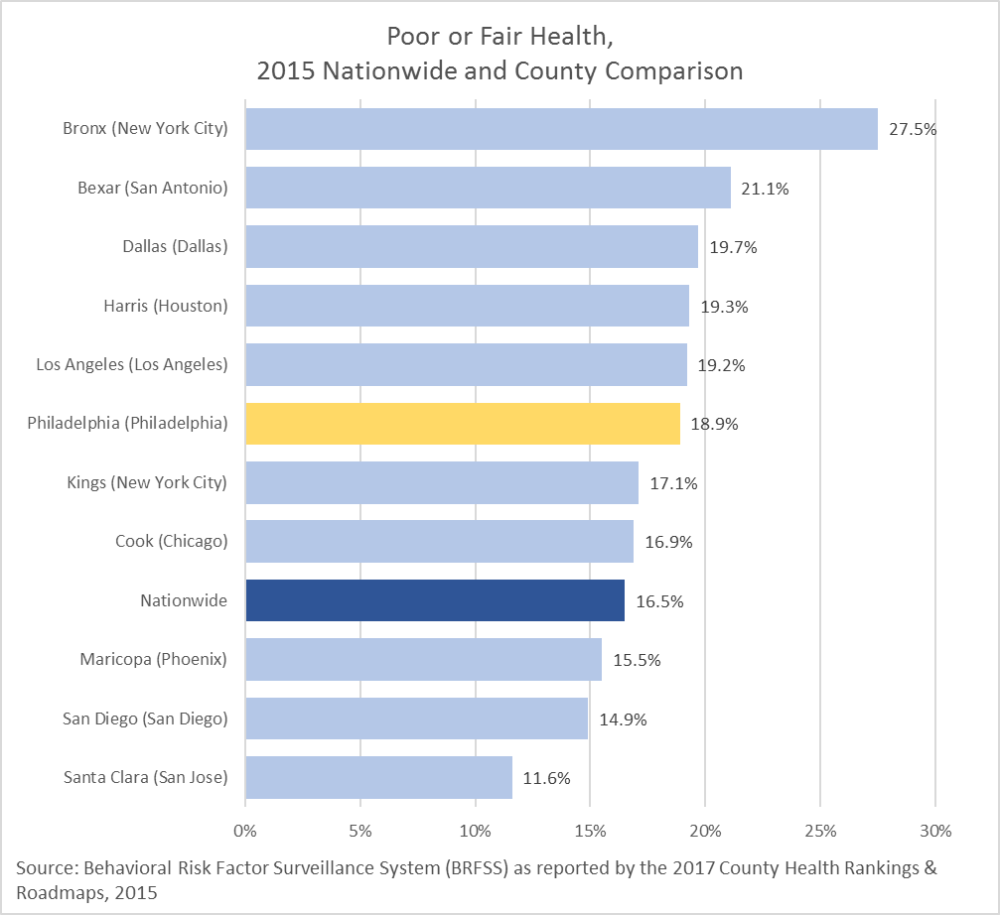 Poor or Fair Health,
2015 Nationwide and County Comparison
Bronx (New York City) 27.5%
Bexar (San Antonio) 21.1%
Dallas (Dallas) 19.7%
Harris (Houston) 19.3%
Los Angeles (Los Angeles) 19.2%
Philadelphia (Philadelphia) 18.9%
Kings (New York City) 17.1%
Cook (Chicago) 16.9%
Nationwide 16.5%
Maricopa (Phoenix) 15.5%
San Diego (San Diego) 14.9%
Santa Clara (San Jose) 11.6%
0% 5% 10% 15% 20% 25% 30%
Source: Behavioral Risk Factor Surveillance System (BRFSS) as reported by the 2017 County Health Rankings &
Roadmaps, 2015